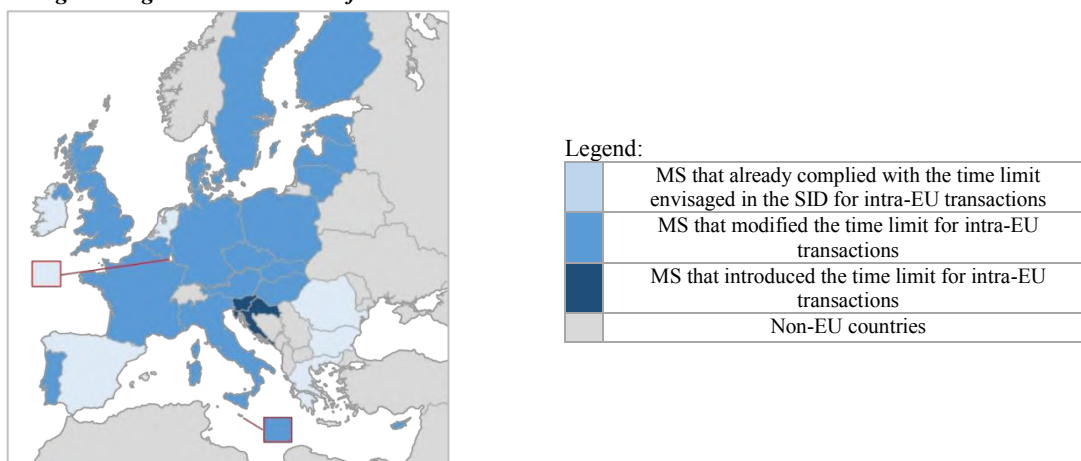 Legend:
MS that already complied with the time limit
envisaged in the SID for intra-EU transactions
MS that modified the time limit for intra-EU
transactions
MS that introduced the time limit for intra-EU
transactions
Non-EU countries